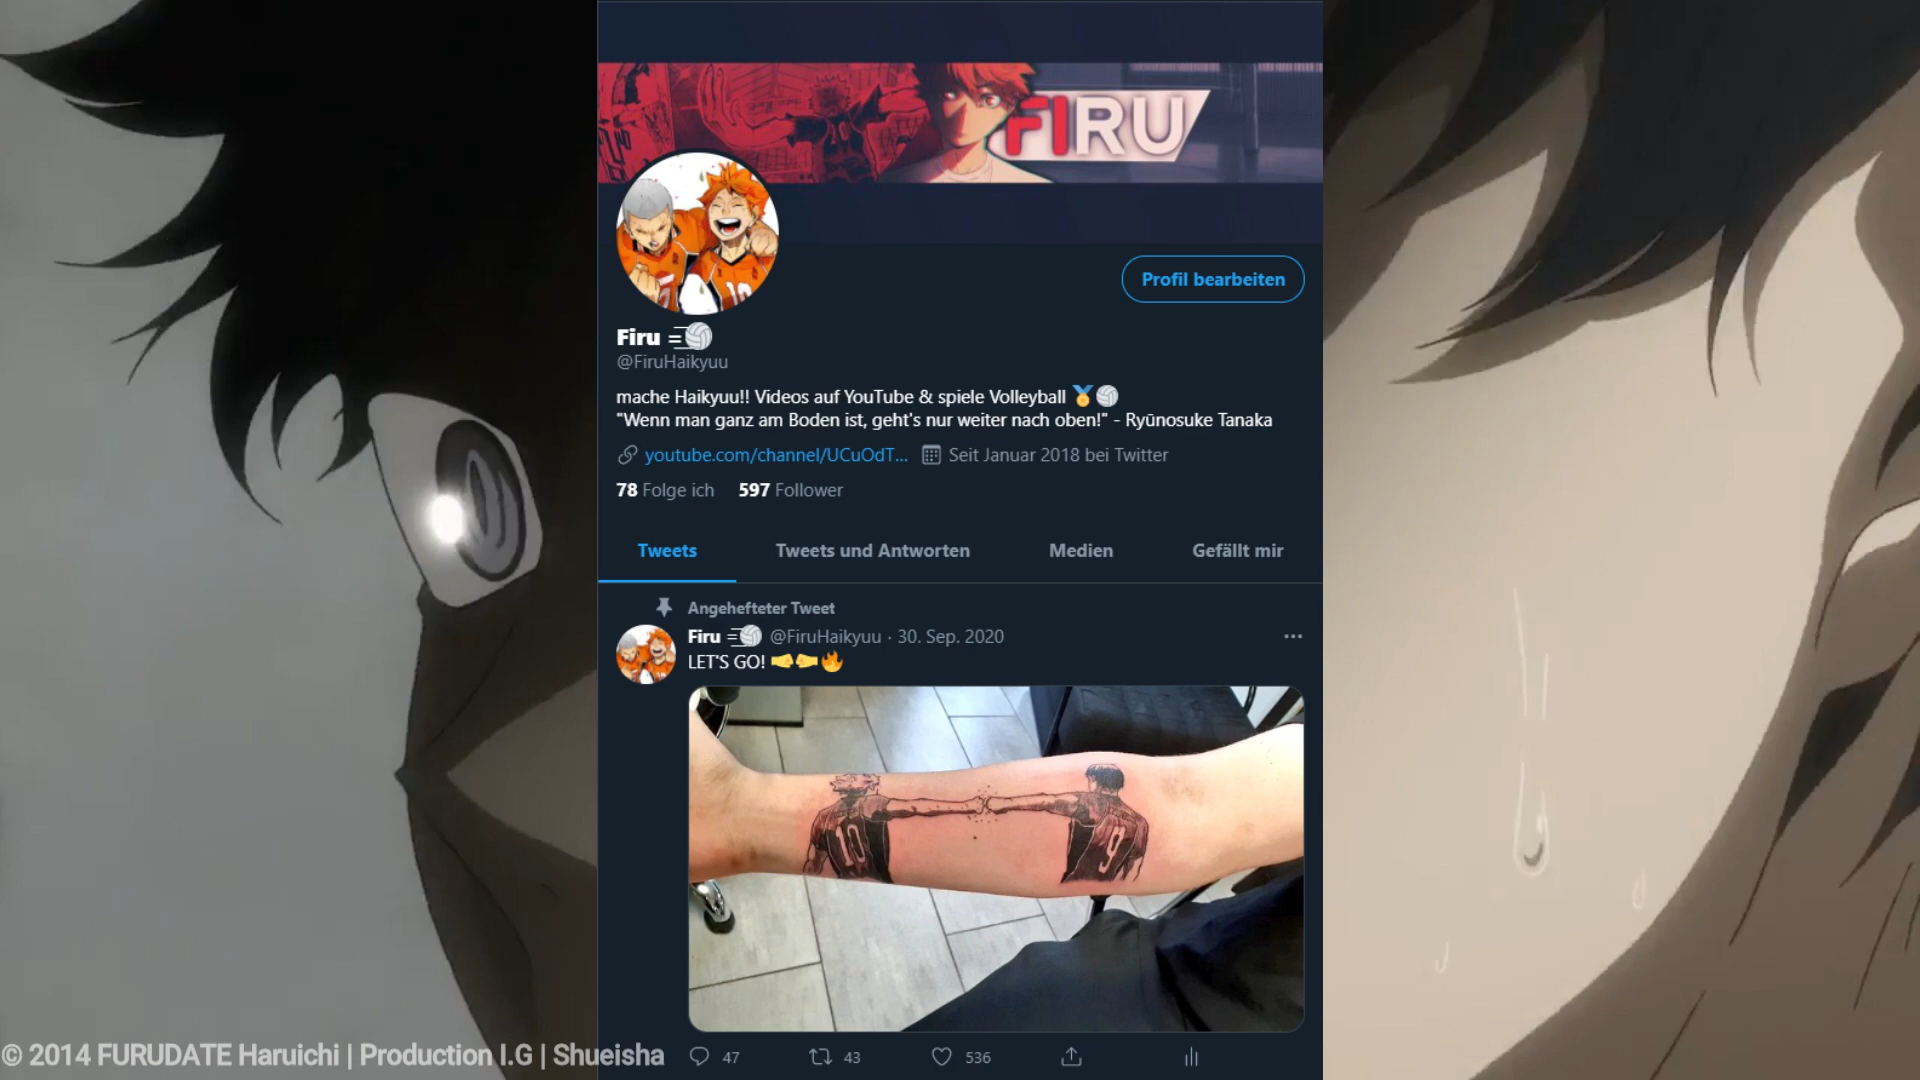 FIRU
Profil bearbeiten
Firu
@FiruHaikyuu
mache Haikyuu!! Videos auf YouTube & spiele Volleyball 🏅🏐
"Wenn man ganz am Boden ist, geht's nur weiter nach oben!" - Ryūnosuke Tanaka
youtube.com/channel/UCuOdT... Seit Januar 2018 bei Twitter
78 Folge ich 597 Follower
Tweets Tweets und Antworten Medien Gefällt mir
Angehefteter Tweet
Firu @FiruHaikyuu · 30. Sep. 2020
LET'S GO! 🤜🤛🔥
10 9
47 43 536
© 2014 FURUDATE Haruichi | Production I.G | Shueisha